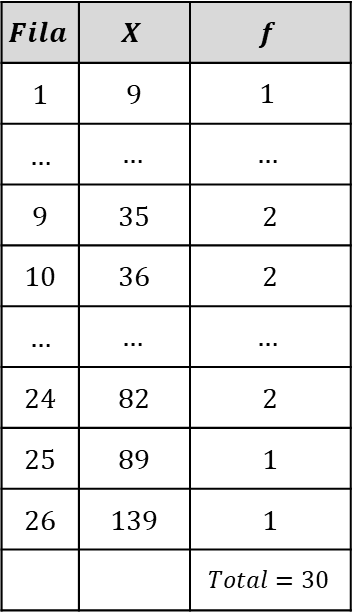 Fila X f
1 9 1
... ... ...
9 35 2
10 36 2
... ... ...
24 82 2
25 89 1
26 139 1
Total = 30